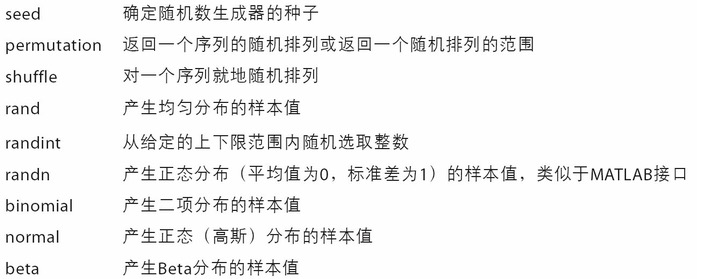 seed 确定随机数生成器的种子
permutation 返回一个序列的随机排列或返回一个随机排列的范围
shuffle 对一个序列就地随机排列
rand 产生均匀分布的样本值
randint 从给定的上下限范围内随机选取整数
randn 产生正态分布（平均值为0，标准差为1）的样本值，类似于MATLAB接口
binomial 产生二项分布的样本值
normal 产生正态（高斯）分布的样本值
beta 产生Beta分布的样本值